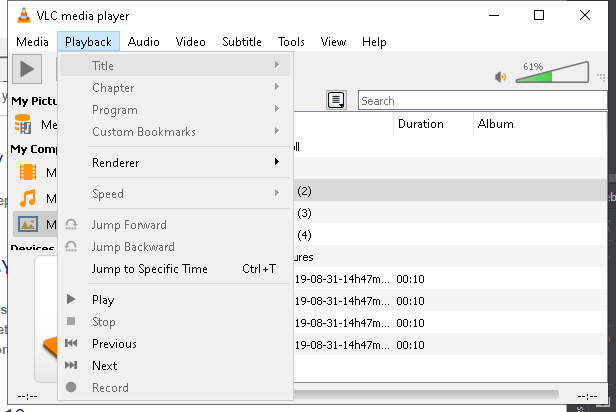 VLC media player
Media Playback Audio Video Subtitle Tools View Help
61%
Title
Chapter
Program
Custom Bookmarks
Renderer
Speed
Jump Forward
Jump Backward
Jump to Specific Time Ctrl+T
Play
Stop
Previous
Next
Record
My Pictu
Me
My Comp
M
M
M
Devices
Search
Duration Album
(2)
(3)
(4)
ures
19-08-31-14h47m... 00:10
19-08-31-14h47m... 00:10
19-08-31-14h47m... 00:10
19-08-31-14h47m... 00:10
--:-- --:--